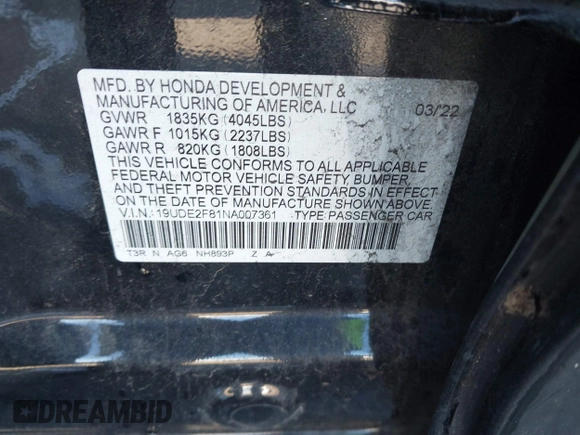 MFD. BY HONDA DEVELOPMENT &
MANUFACTURING OF AMERICA, LLC 03/22
GVWR 1835KG (4045LBS)
GAWR F 1015KG (2237LBS)
GAWR R 820KG (1808LBS)
THIS VEHICLE CONFORMS TO ALL APPLICABLE
FEDERAL MOTOR VEHICLE SAFETY, BUMPER,
AND THEFT PREVENTION STANDARDS IN EFFECT
ON THE DATE OF MANUFACTURE SHOWN ABOVE.
V.I.N.: 19UDE2F81NA007361 TYPE PASSENGER CAR
T3R N AG6 NH893P Z A
DREAMBID